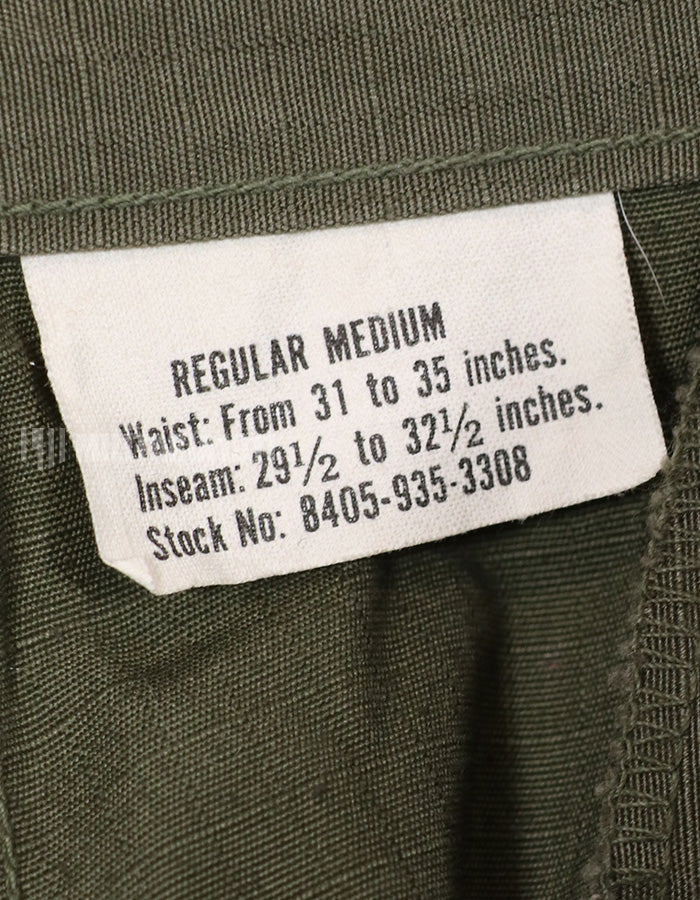 REGULAR MEDIUM
Waist: From 31 to 35 inches.
Inseam: 29½ to 32½ inches.
Stock No: 8405-935-3308